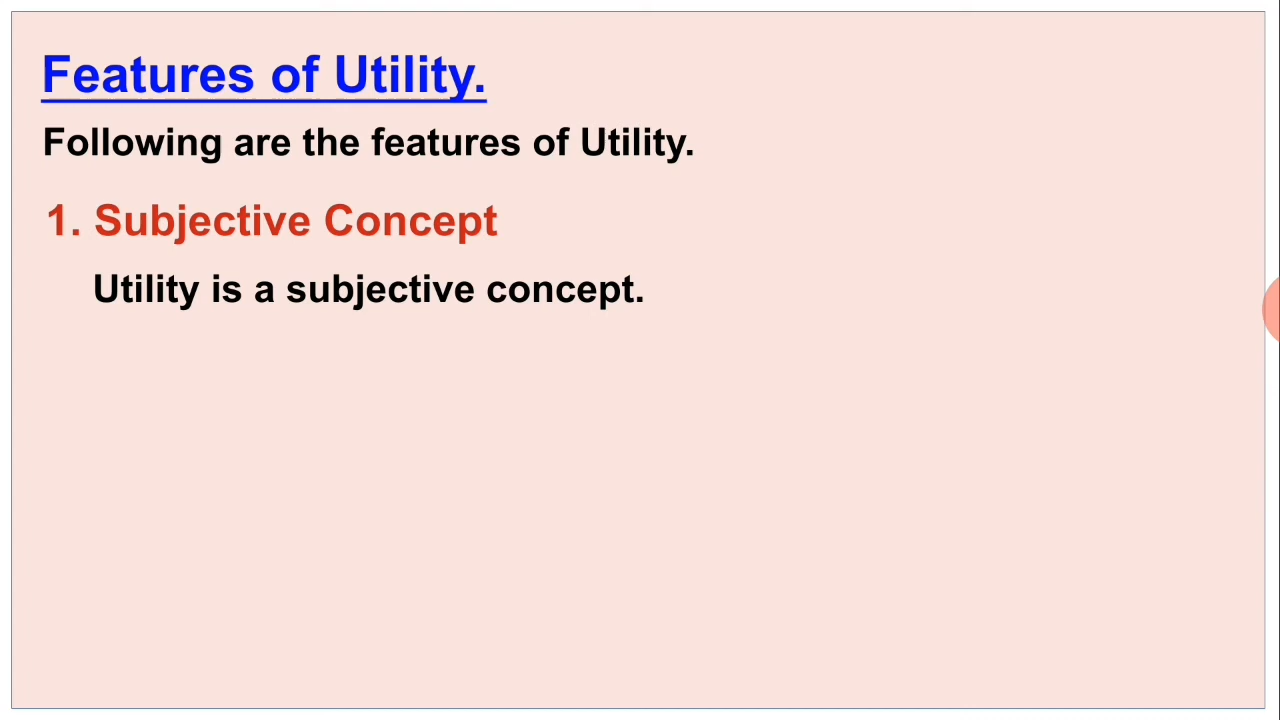 Features of Utility.
Following are the features of Utility.
1. Subjective Concept
Utility is a subjective concept.